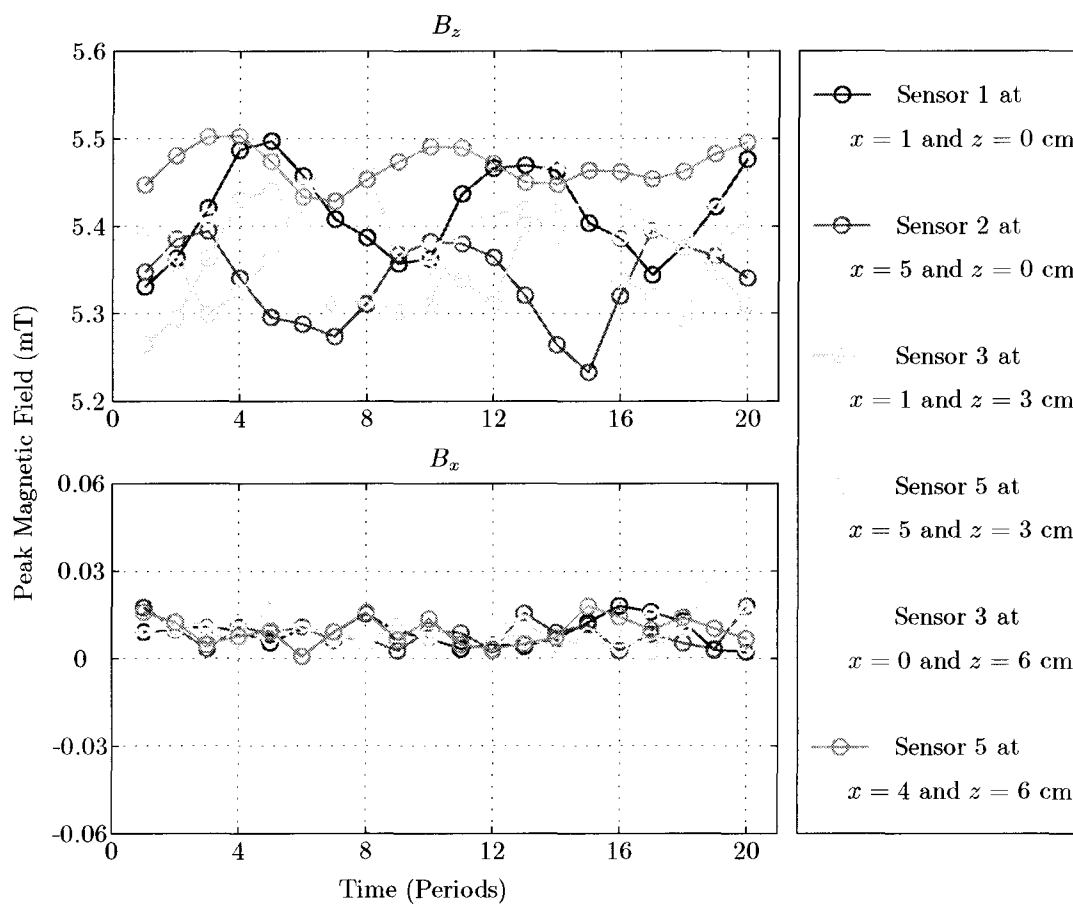 B_z
5.6
5.5
5.4
5.3
5.2
0 4 8 12 16 20
B_x
0.06
0.03
0
-0.03
-0.06
0 4 8 12 16 20
Time (Periods)
Peak Magnetic Field (mT)
Sensor 1 at
x = 1 and z = 0 cm
Sensor 2 at
x = 5 and z = 0 cm
Sensor 3 at
x = 1 and z = 3 cm
Sensor 5 at
x = 5 and z = 3 cm
Sensor 3 at
x = 0 and z = 6 cm
Sensor 5 at
x = 4 and z = 6 cm